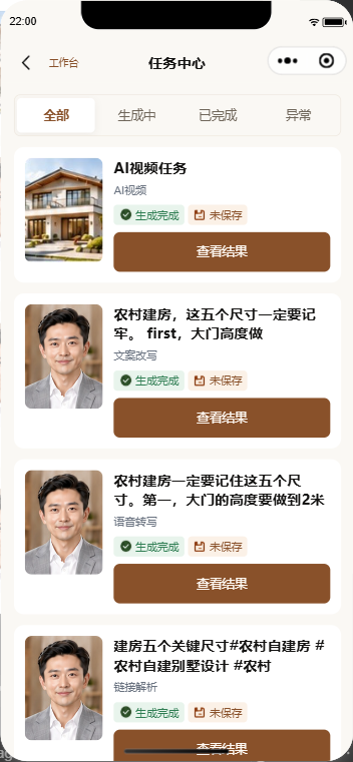 22:00
工作台
任务中心
全部
生成中
已完成
异常
AI视频任务
AI视频
生成完成
未保存
查看结果
农村建房，这五个尺寸一定要记
牢。 first，大门高度做
文案改写
生成完成
未保存
查看结果
农村建房一定要记住这五个尺
寸。第一，大门的高度要做到2米
语音转写
生成完成
未保存
查看结果
建房五个关键尺寸#农村自建房 #
农村自建别墅设计 #农村
链接解析
生成完成
未保存
查看结果